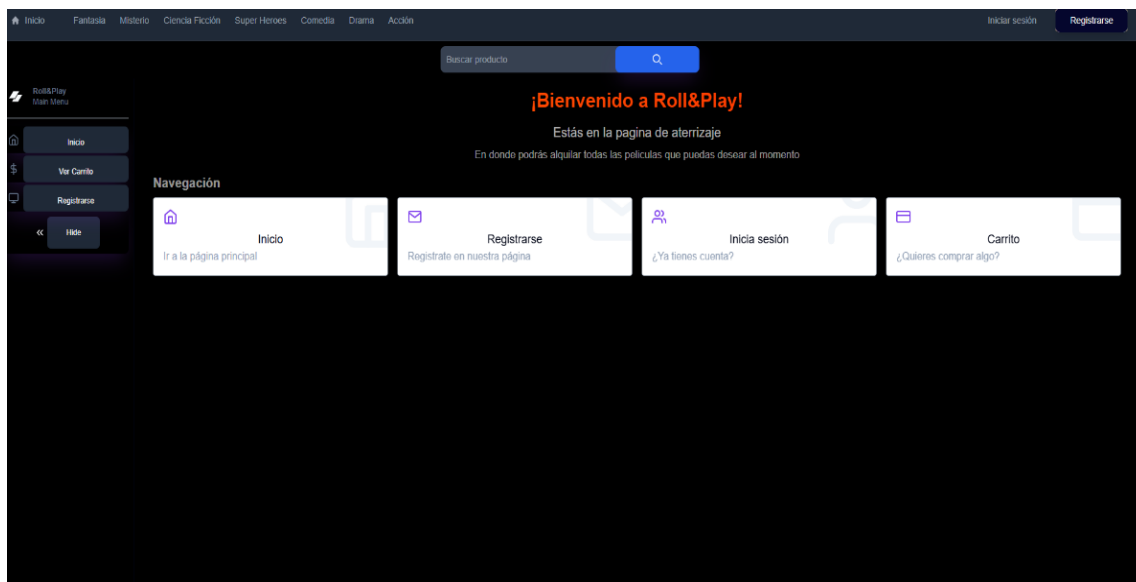 Inicio Fantasia Misterio Ciencia Ficción Super Heroes Comedia Drama Acción Iniciar sesión Registrarse
Buscar producto
Roll&Play
Main Menu
Inicio
Ver Carrito
Registrarse
Hide
¡Bienvenido a Roll&Play!
Estás en la pagina de aterrizaje
En donde podrás alquilar todas las peliculas que puedas desear al momento
Navegación
Inicio
Ir a la página principal
Registrarse
Registrate en nuestra página
Inicia sesión
¿Ya tienes cuenta?
Carrito
¿Quieres comprar algo?